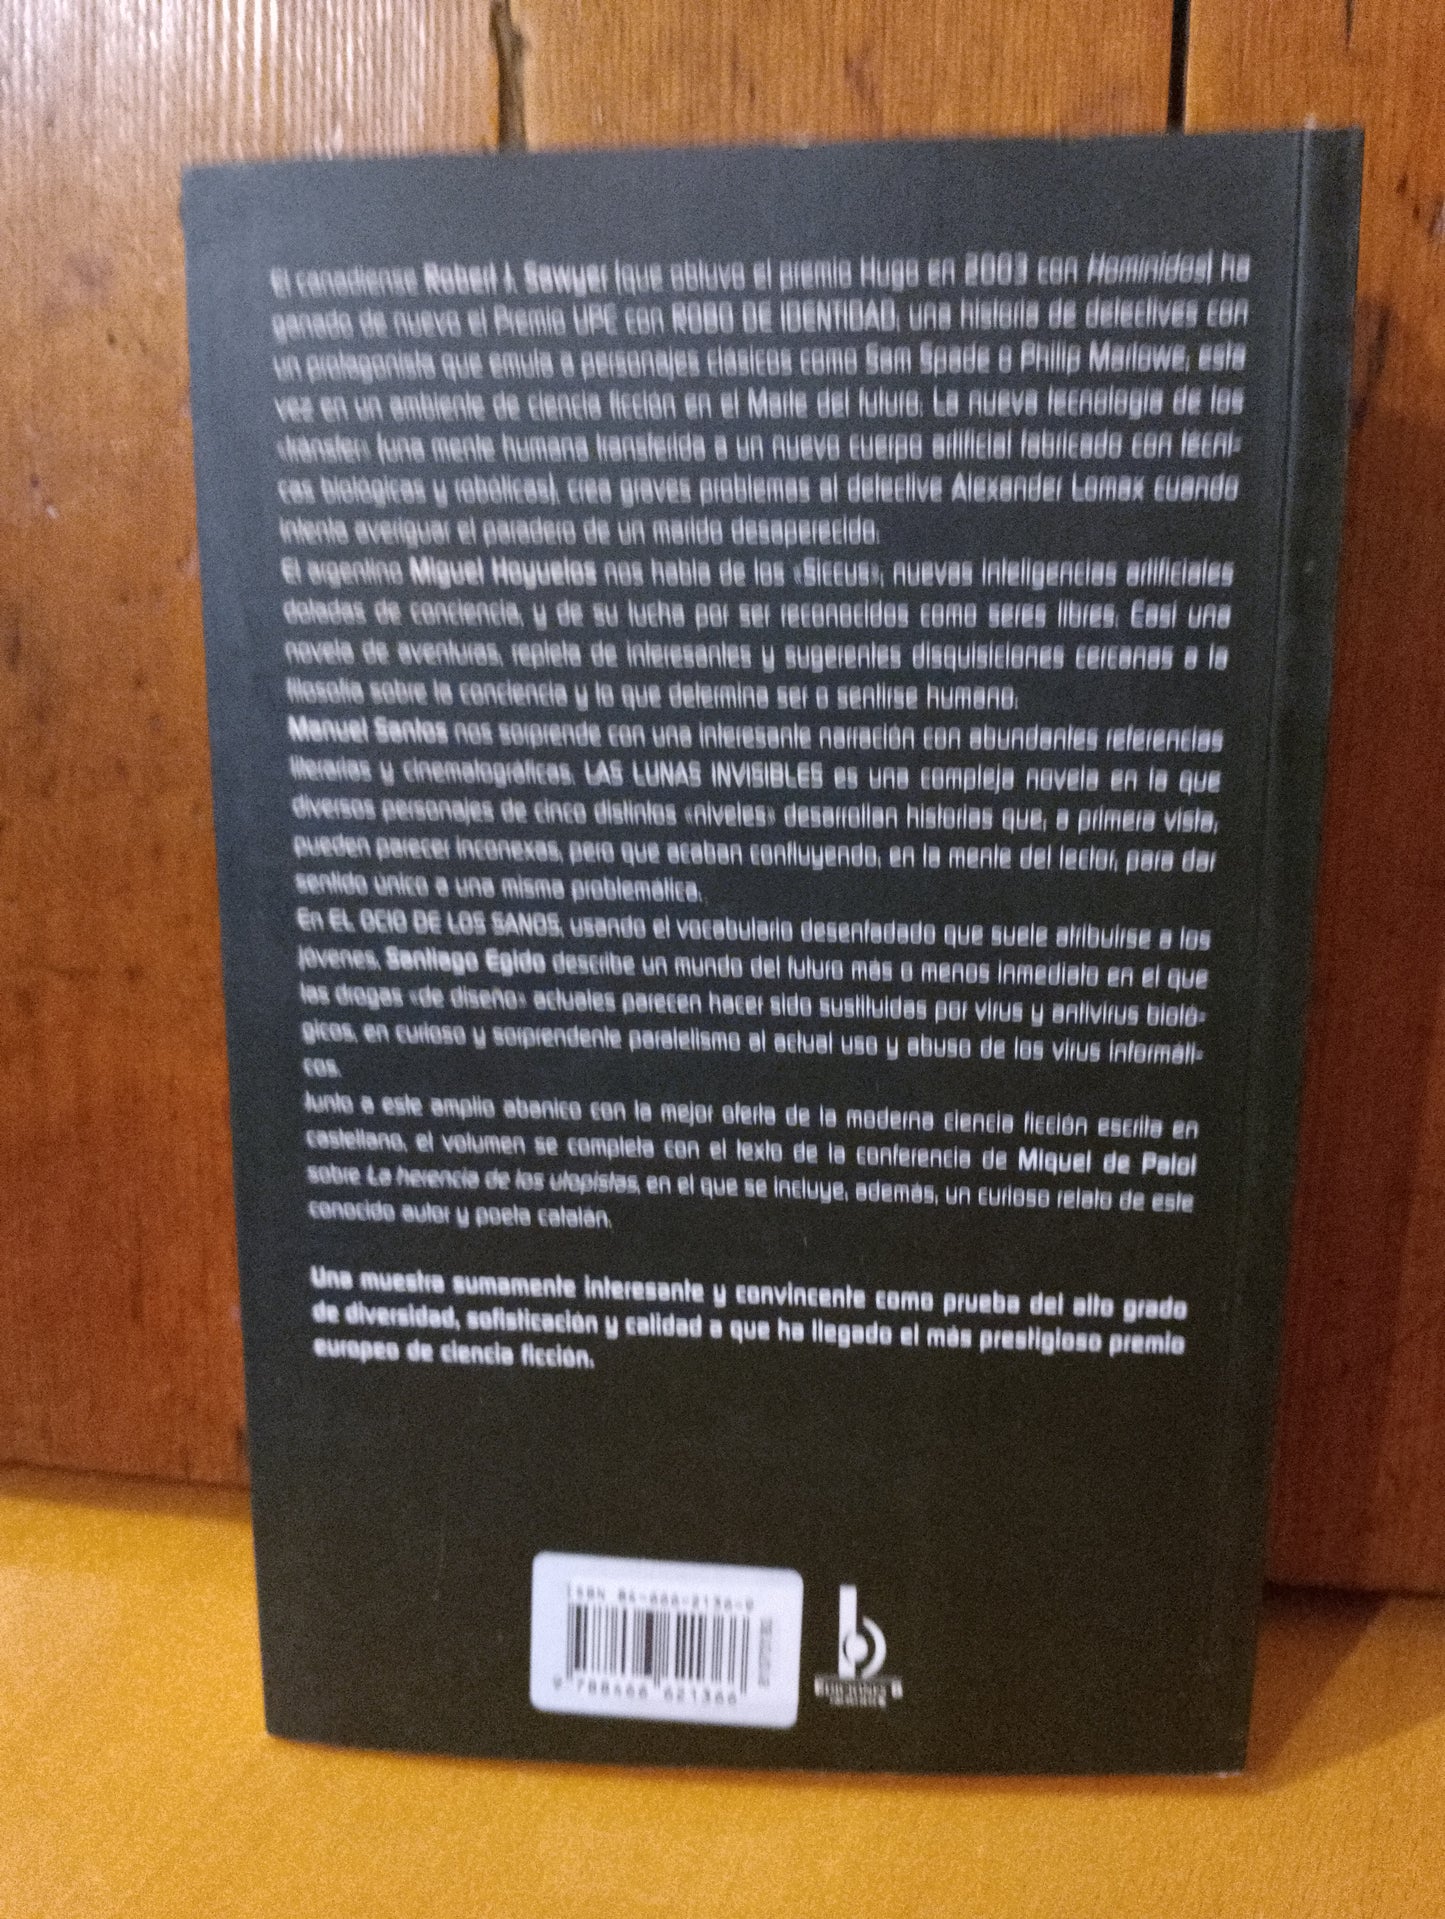 El canadiense Robert J. Sawyer (que obtuvo el premio Hugo en 2003 con Homínidos) ha
ganado de nuevo el Premio UPC con ROBO DE IDENTIDAD, una historia de detectives con
un protagonista que emula a personajes clásicos como Sam Spade o Philip Marlowe, esta
vez en un ambiente de ciencia ficción en el Marte del futuro. La nueva tecnología de los
(una mente humana transferida a un nuevo cuerpo artificial fabricado con técni-
cas biológicas y robóticas), crea graves problemas al detective Alexander Lomax cuando
intenta averiguar el paradero de un marido desaparecido.
El argentino Miguel Hoyuelos nos habla de los «Siccus», nuevas inteligencias artificiales
dotadas de conciencia, y de su lucha por ser reconocidos como seres libres. Casi una
novela de aventuras, repleta de interesantes y sugerentes disquisiciones cercanas a la
filosofía sobre la conciencia y lo que determina ser o sentirse humano.
Manuel Santos nos sorprende con una interesante narración con abundantes referencias
literarias y cinematográficas. LAS LUNAS INVISIBLES es una compleja novela en la que
diversos personajes de cinco distintos «niveles» desarrollan historias que, a primera vista,
pueden parecer inconexas, pero que acaban confluyendo, en la mente del lector, para dar
sentido único a una misma problemática.
En EL OCIO DE LOS SANOS, usando el vocabulario desenfadado que suele atribuirse a los
jóvenes, Santiago Egido describe un mundo del futuro más o menos inmediato en el que
las drogas «de diseño» actuales parecen hacer sido sustituidas por virus y antivirus bioló-
gicos, en curioso y sorprendente paralelismo al actual uso y abuso de los virus informáti-
cos.
Junto a este amplio abanico con la mejor oferta de la moderna ciencia ficción escrita en
castellano, el volumen se completa con el texto de la conferencia de Miquel de Palol
sobre La herencia de los utopistas, en el que se incluye, además, un curioso relato de este
conocido autor y poeta catalán.
Una muestra sumamente interesante y convincente como prueba del alto grado
de diversidad, sofisticación y calidad a que ha llegado el más prestigioso premio
europeo de ciencia ficción.
ISBN 84-666-2136-9
9 788466 621366
b
EDICIONES B